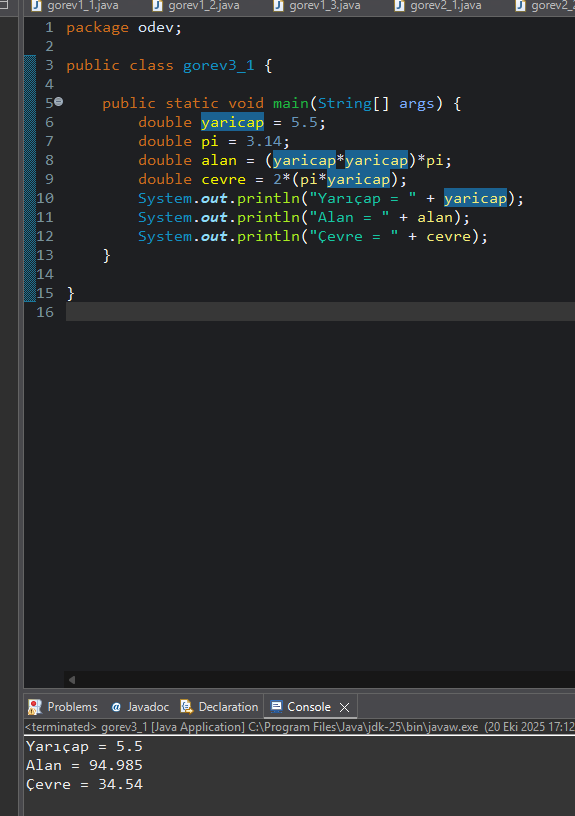 gorev1_1.java gorev1_2.java gorev1_3.java gorev2_1.java
1 package odev;
2
3 public class gorev3_1 {
4
5 public static void main(String[] args) {
6 double yaricap = 5.5;
7 double pi = 3.14;
8 double alan = (yaricap*yaricap)*pi;
9 double cevre = 2*(pi*yaricap);
10 System.out.println("Yarıçap = " + yaricap);
11 System.out.println("Alan = " + alan);
12 System.out.println("Çevre = " + cevre);
13 }
14
15 }
16
Problems @ Javadoc Declaration Console
<terminated> gorev3_1 [Java Application] C:\Program Files\Java\jdk-25\bin\javaw.exe (20 Eki 2025 17:12
Yarıçap = 5.5
Alan = 94.985
Çevre = 34.54